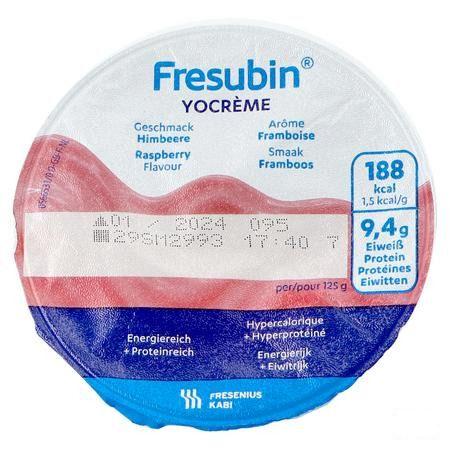 Fresubin®
YOCRÈME
Geschmack
Himbeere
Raspberry
Flavour
Arôme
Framboise
Smaak
Framboos
188
kcal
1,5 kcal/g
9,4g
Eiweiß
Protein
Protéines
Eiwitten
01 / 2024 095
29SM2993 17:40 7
per/pour 125 g
Energiereich
+ Proteinreich
Hypercalorique
+ Hyperprotéiné
Energierijk
+ Eiwitrijk
FRESENIUS
KABI